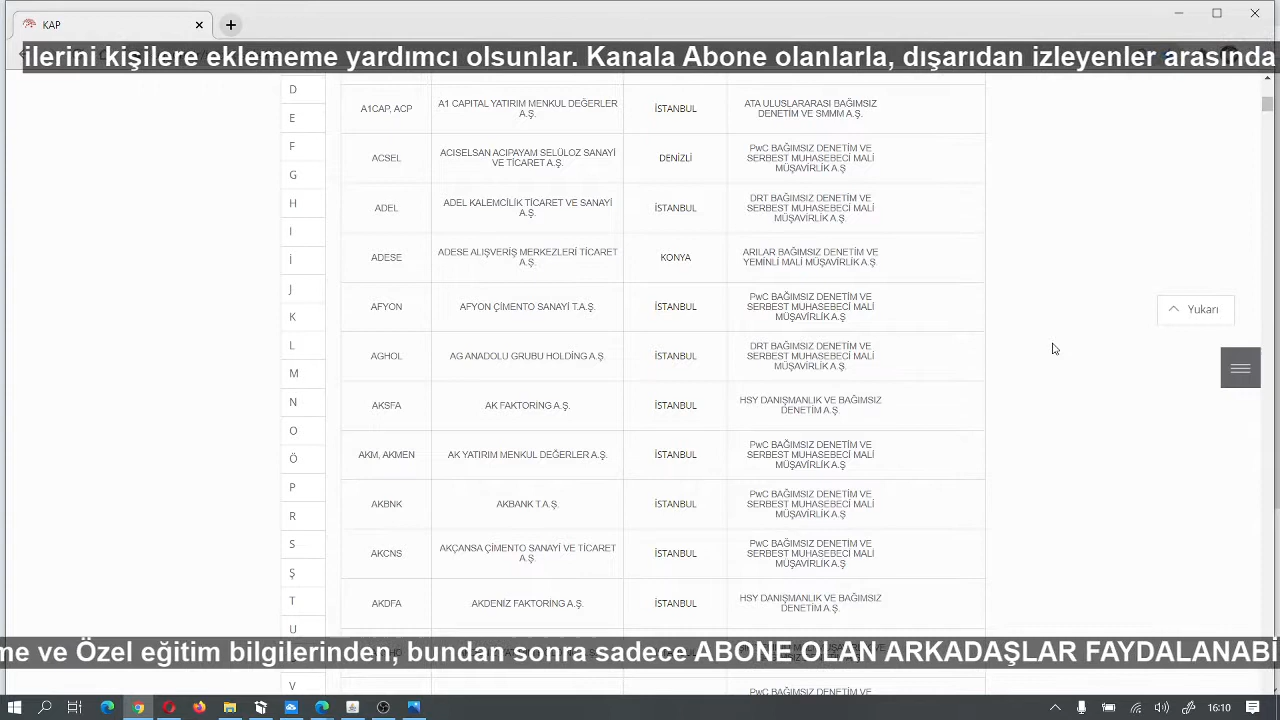 KAP
ilerini kişilere eklememe yardımcı olsunlar. Kanala Abone olanlarla, dışarıdan izleyenler arasında
D
E
F
G
H
I
İ
J
K
L
M
N
O
Ö
P
R
S
Ş
T
U
V
A1CAP, ACP
A1 CAPITAL YATIRIM MENKUL DEĞERLER
A.Ş.
İSTANBUL
ATA ULUSLARARASI BAĞIMSIZ
DENETİM VE SMMM A.Ş.
ACSEL
ACISELSAN ACIPAYAM SELÜLOZ SANAYİ
VE TİCARET A.Ş.
DENİZLİ
PwC BAĞIMSIZ DENETİM VE
SERBEST MUHASEBECİ MALİ
MÜŞAVİRLİK A.Ş
ADEL
ADEL KALEMCİLİK TİCARET VE SANAYİ
A.Ş.
İSTANBUL
DRT BAĞIMSIZ DENETİM VE
SERBEST MUHASEBECİ MALİ
MÜŞAVİRLİK A.Ş.
ADESE
ADESE ALIŞVERİŞ MERKEZLERİ TİCARET
A.Ş.
KONYA
ARILAR BAĞIMSIZ DENETİM VE
YEMİNLİ MALİ MÜŞAVİRLİK A.Ş.
AFYON
AFYON ÇİMENTO SANAYİ T.A.Ş.
İSTANBUL
PwC BAĞIMSIZ DENETİM VE
SERBEST MUHASEBECİ MALİ
MÜŞAVİRLİK A.Ş
AGHOL
AG ANADOLU GRUBU HOLDİNG A.Ş.
İSTANBUL
DRT BAĞIMSIZ DENETİM VE
SERBEST MUHASEBECİ MALİ
MÜŞAVİRLİK A.Ş.
AKSFA
AK FAKTORİNG A.Ş.
İSTANBUL
HSY DANIŞMANLIK VE BAĞIMSIZ
DENETİM A.Ş.
AKM, AKMEN
AK YATIRIM MENKUL DEĞERLER A.Ş.
İSTANBUL
PwC BAĞIMSIZ DENETİM VE
SERBEST MUHASEBECİ MALİ
MÜŞAVİRLİK A.Ş
AKBNK
AKBANK T.A.Ş.
İSTANBUL
PwC BAĞIMSIZ DENETİM VE
SERBEST MUHASEBECİ MALİ
MÜŞAVİRLİK A.Ş
AKCNS
AKÇANSA ÇİMENTO SANAYİ VE TİCARET
A.Ş.
İSTANBUL
PwC BAĞIMSIZ DENETİM VE
SERBEST MUHASEBECİ MALİ
MÜŞAVİRLİK A.Ş
AKDFA
AKDENİZ FAKTORİNG A.Ş.
İSTANBUL
HSY DANIŞMANLIK VE BAĞIMSIZ
DENETİM A.Ş.
PwC BAĞIMSIZ DENETİM VE
Yukarı
me ve Özel eğitim bilgilerinden, bundan sonra sadece ABONE OLAN ARKADAŞLAR FAYDALANABİ
16:10